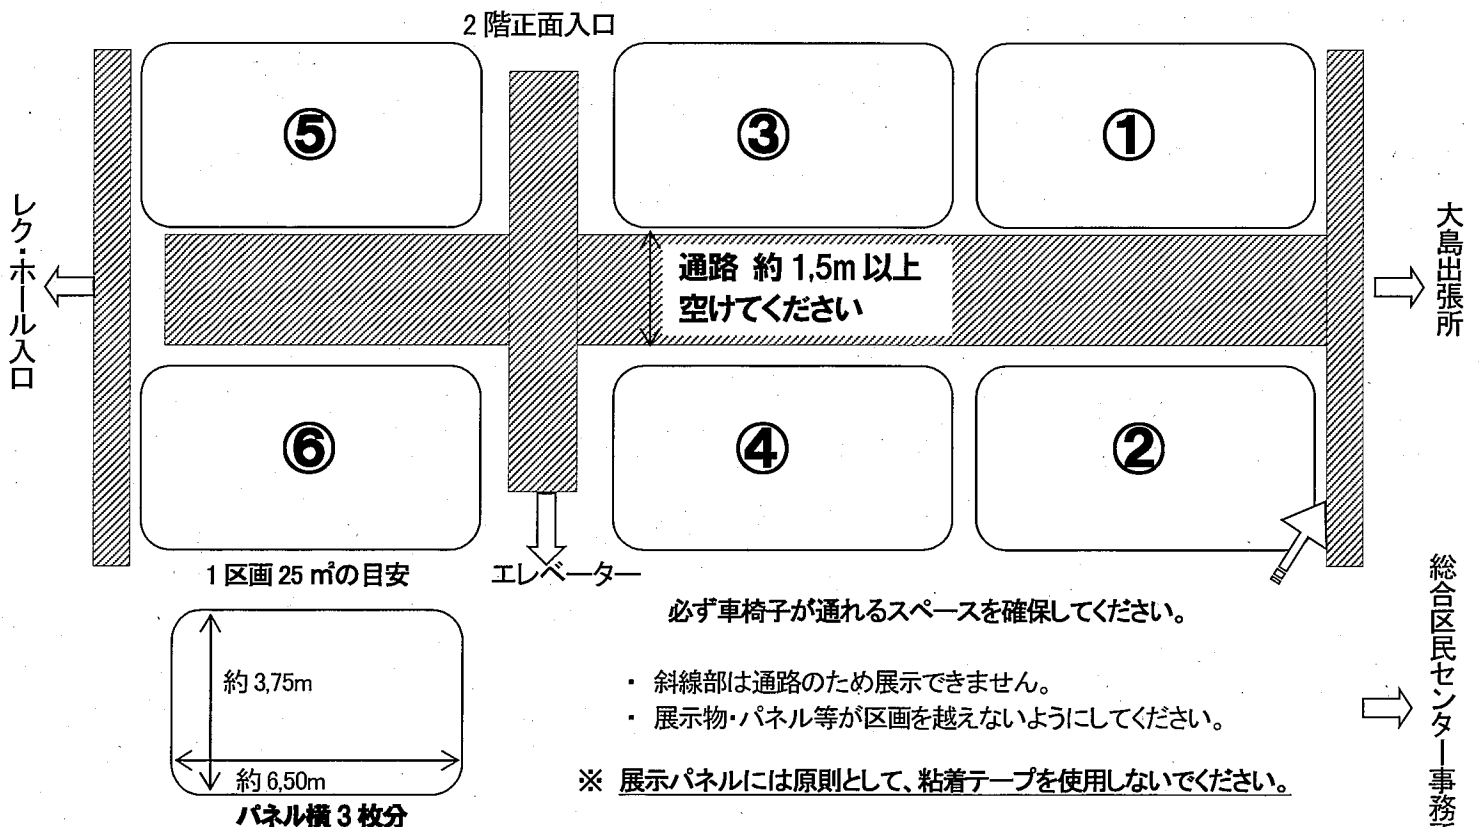 2階正面入口
⑤
③
①
レク・ホール入口
通路 約1,5m以上
空けてください
大島出張所
⑥
④
②
1区画25㎡の目安
エレベーター
必ず車椅子が通れるスペースを確保してください。
約3,75m
・ 斜線部は通路のため展示できません。
・ 展示物・パネル等が区画を越えないようにしてください。
約6,50m
※ 展示パネルには原則として、粘着テープを使用しないでください。
パネル横3枚分
総合区民センター事務所